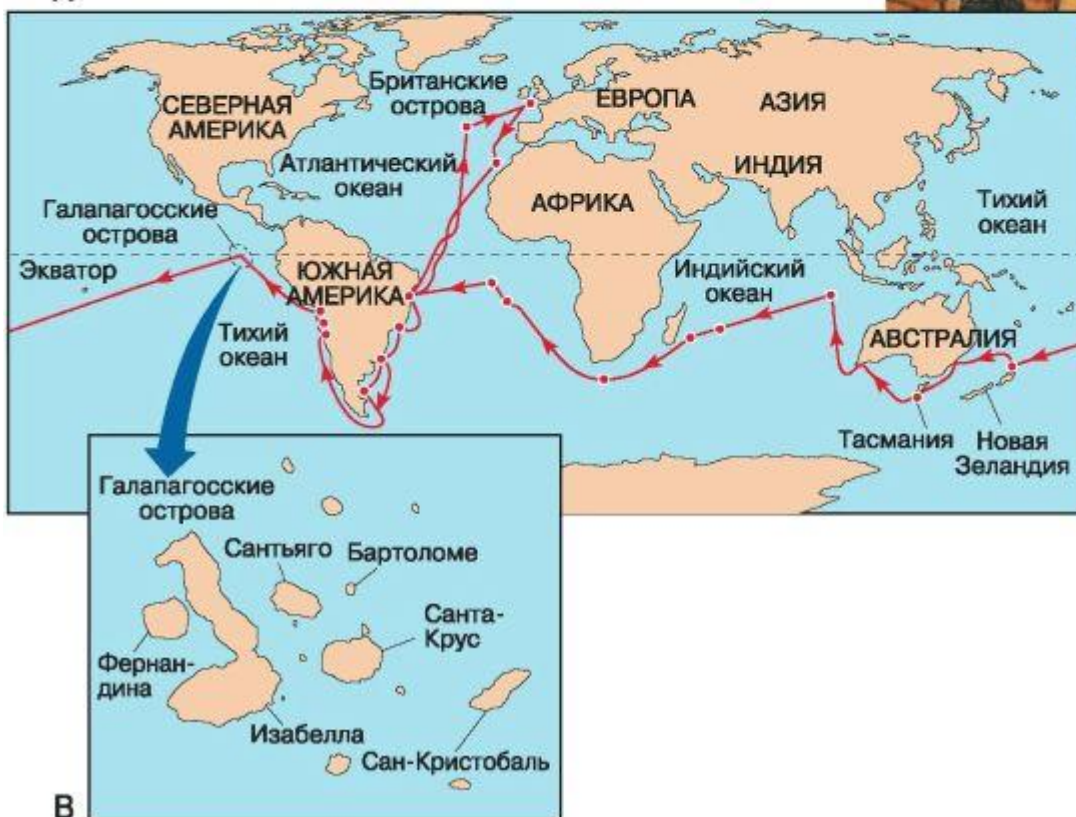 Британские
острова
СЕВЕРНАЯ
АМЕРИКА
ЕВРОПА
АЗИЯ
Атлантический
океан
ИНДИЯ
Галапагосские
острова
АФРИКА
Тихий
океан
Экватор
ЮЖНАЯ
АМЕРИКА
Индийский
океан
Тихий
океан
АВСТРАЛИЯ
Тасмания
Новая
Зеландия
Галапагосские
острова
Сантьяго
Бартоломе
Санта-
Крус
Фернан-
дина
Изабелла
Сан-Кристобаль
В